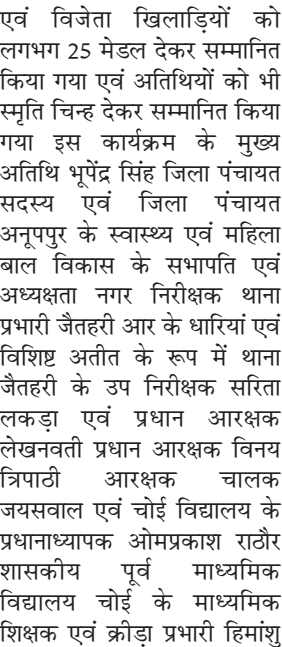 एवं विजेता खिलाड़ियों को
लगभग 25 मेडल देकर सम्मानित
किया गया एवं अतिथियों को भी
स्मृति चिन्ह देकर सम्मानित किया
गया इस कार्यक्रम के मुख्य
अतिथि भूपेंद्र सिंह जिला पंचायत
सदस्य एवं जिला पंचायत
अनूपपुर के स्वास्थ्य एवं महिला
बाल विकास के सभापति एवं
अध्यक्षता नगर निरीक्षक थाना
प्रभारी जैतहरी आर के धारियां एवं
विशिष्ट अतीत के रूप में थाना
जैतहरी के उप निरीक्षक सरिता
लकड़ा एवं प्रधान आरक्षक
लेखनवती प्रधान आरक्षक विनय
त्रिपाठी आरक्षक चालक
जयसवाल एवं चोई विद्यालय के
प्रधानाध्यापक ओमप्रकाश राठौर
शासकीय पूर्व माध्यमिक
विद्यालय चोई के माध्यमिक
शिक्षक एवं क्रीड़ा प्रभारी हिमांशु